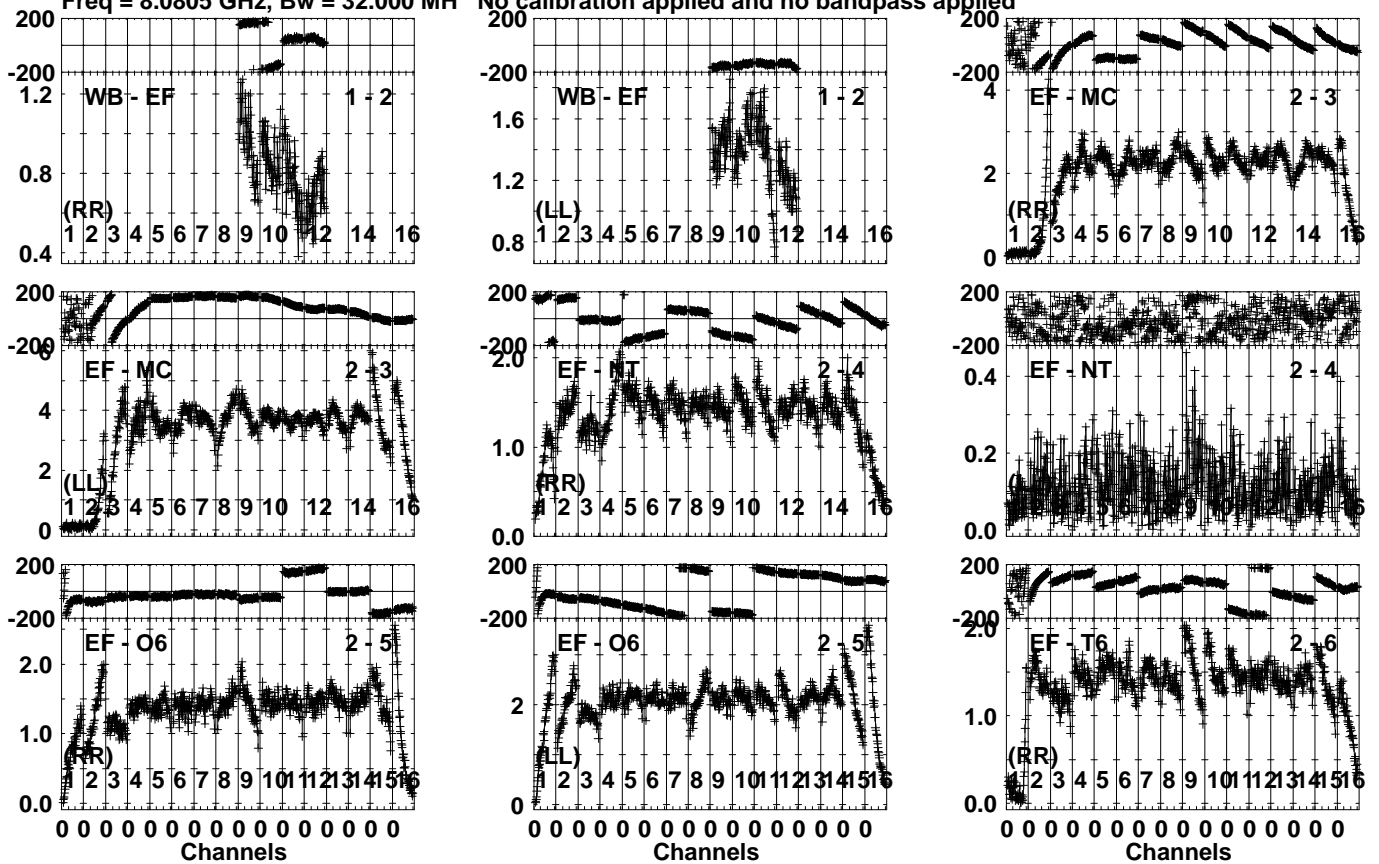 Freq = 8.0805 GHz, Bw = 32.000 MH No calibration applied and no bandpass applied
200
-200
WB - EF 1 - 2
1.2
0.8
0.4
(RR)
1 2 3 4 5 6 7 8 9 10 12 14 16
200
-200
WB - EF 1 - 2
1.6
1.2
0.8
(LL)
1 2 3 4 5 6 7 8 9 10 12 14 16
200
-200
EF - MC 2 - 3
4
2
0
(RR)
1 2 3 4 5 6 7 8 9 10 12 14 16
200
-200
6
EF - MC 2 - 3
4
2
0
(LL)
1 2 3 4 5 6 7 8 9 10 12 14 16
200
-200
2.0
EF - NT 2 - 4
1.0
0.0
(RR)
1 2 3 4 5 6 7 8 9 10 12 14 16
200
-200
EF - NT 2 - 4
0.4
0.2
0.0
200
-200
EF - O6 2 - 5
2.0
1.0
0.0
(RR)
1 2 3 4 5 6 7 8 9 10 11 12 13 14 15 16
200
-200
EF - O6 2 - 5
2
0
(LL)
1 2 3 4 5 6 7 8 9 10 11 12 13 14 15 16
200
-200
2.0
EF - T6 2 - 6
1.0
0.0
(RR)
1 2 3 4 5 6 7 8 9 10 11 12 13 14 15 16
0 0 0 0 0 0 0 0 0 0 0 0 0 0 0 0 0 0 0 0 0 0 0 0 0 0 0 0 0 0 0 0 0 0 0 0 0 0 0 0 0 0 0 0 0 0 0 0
Channels Channels